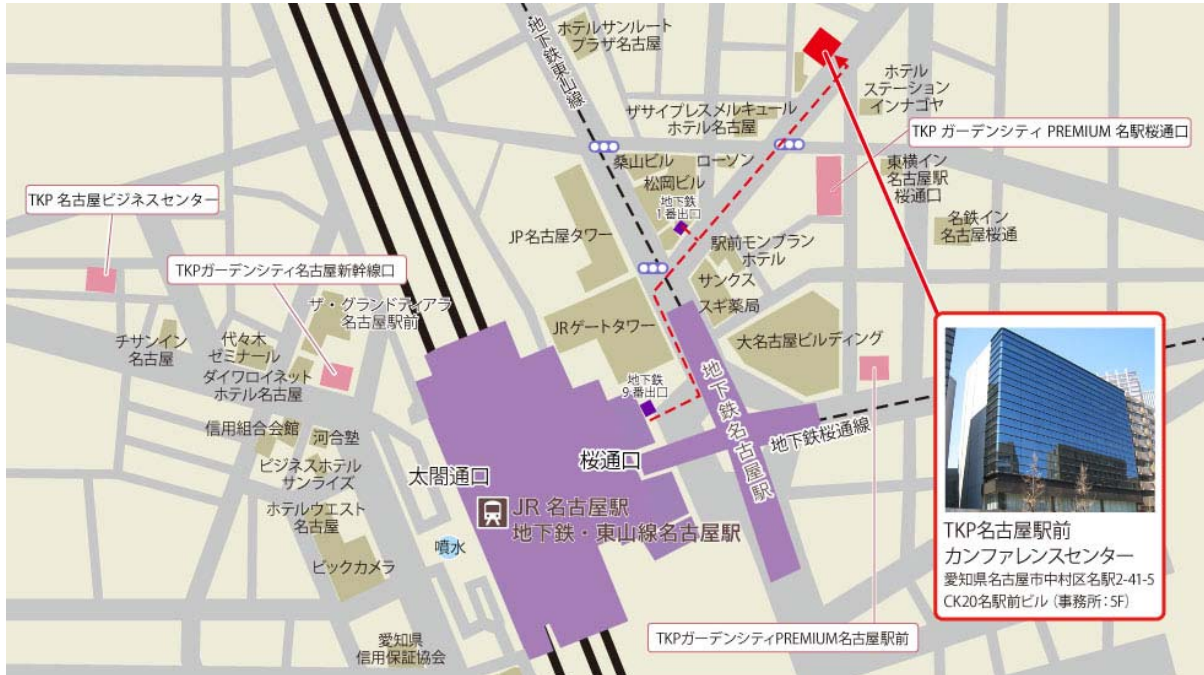 地下鉄東山線
ホテルサンルート
プラザ名古屋
ホテル
ステーション
インナゴヤ
ザサイプレスメルキュール
ホテル名古屋
TKP ガーデンシティ PREMIUM 名駅桜通口
桑山ビル
ローソン
松岡ビル
東横イン
名古屋駅
桜通口
地下鉄
1番出口
TKP 名古屋ビジネスセンター
JP名古屋タワー
名鉄イン
名古屋桜通
駅前モンブラン
ホテル
TKPガーデンシティ名古屋新幹線口
サンクス
スギ薬局
ザ・グランドティアラ
名古屋駅前
JRゲートタワー
大名古屋ビルディング
チサンイン
名古屋
代々木
ゼミナール
ダイワロイネット
ホテル名古屋
地下鉄
9番出口
地下鉄名古屋駅
地下鉄桜通線
信用組合会館
河合塾
桜通口
太閤通口
ビジネスホテル
サンライズ
JR 名古屋駅
地下鉄・東山線名古屋駅
ホテルウエスト
名古屋
噴水
ビックカメラ
TKP名古屋駅前
カンファレンスセンター
愛知県名古屋市中村区名駅2-41-5
CK20名駅前ビル（事務所：5F）
TKPガーデンシティPREMIUM名古屋駅前
愛知県
信用保証協会